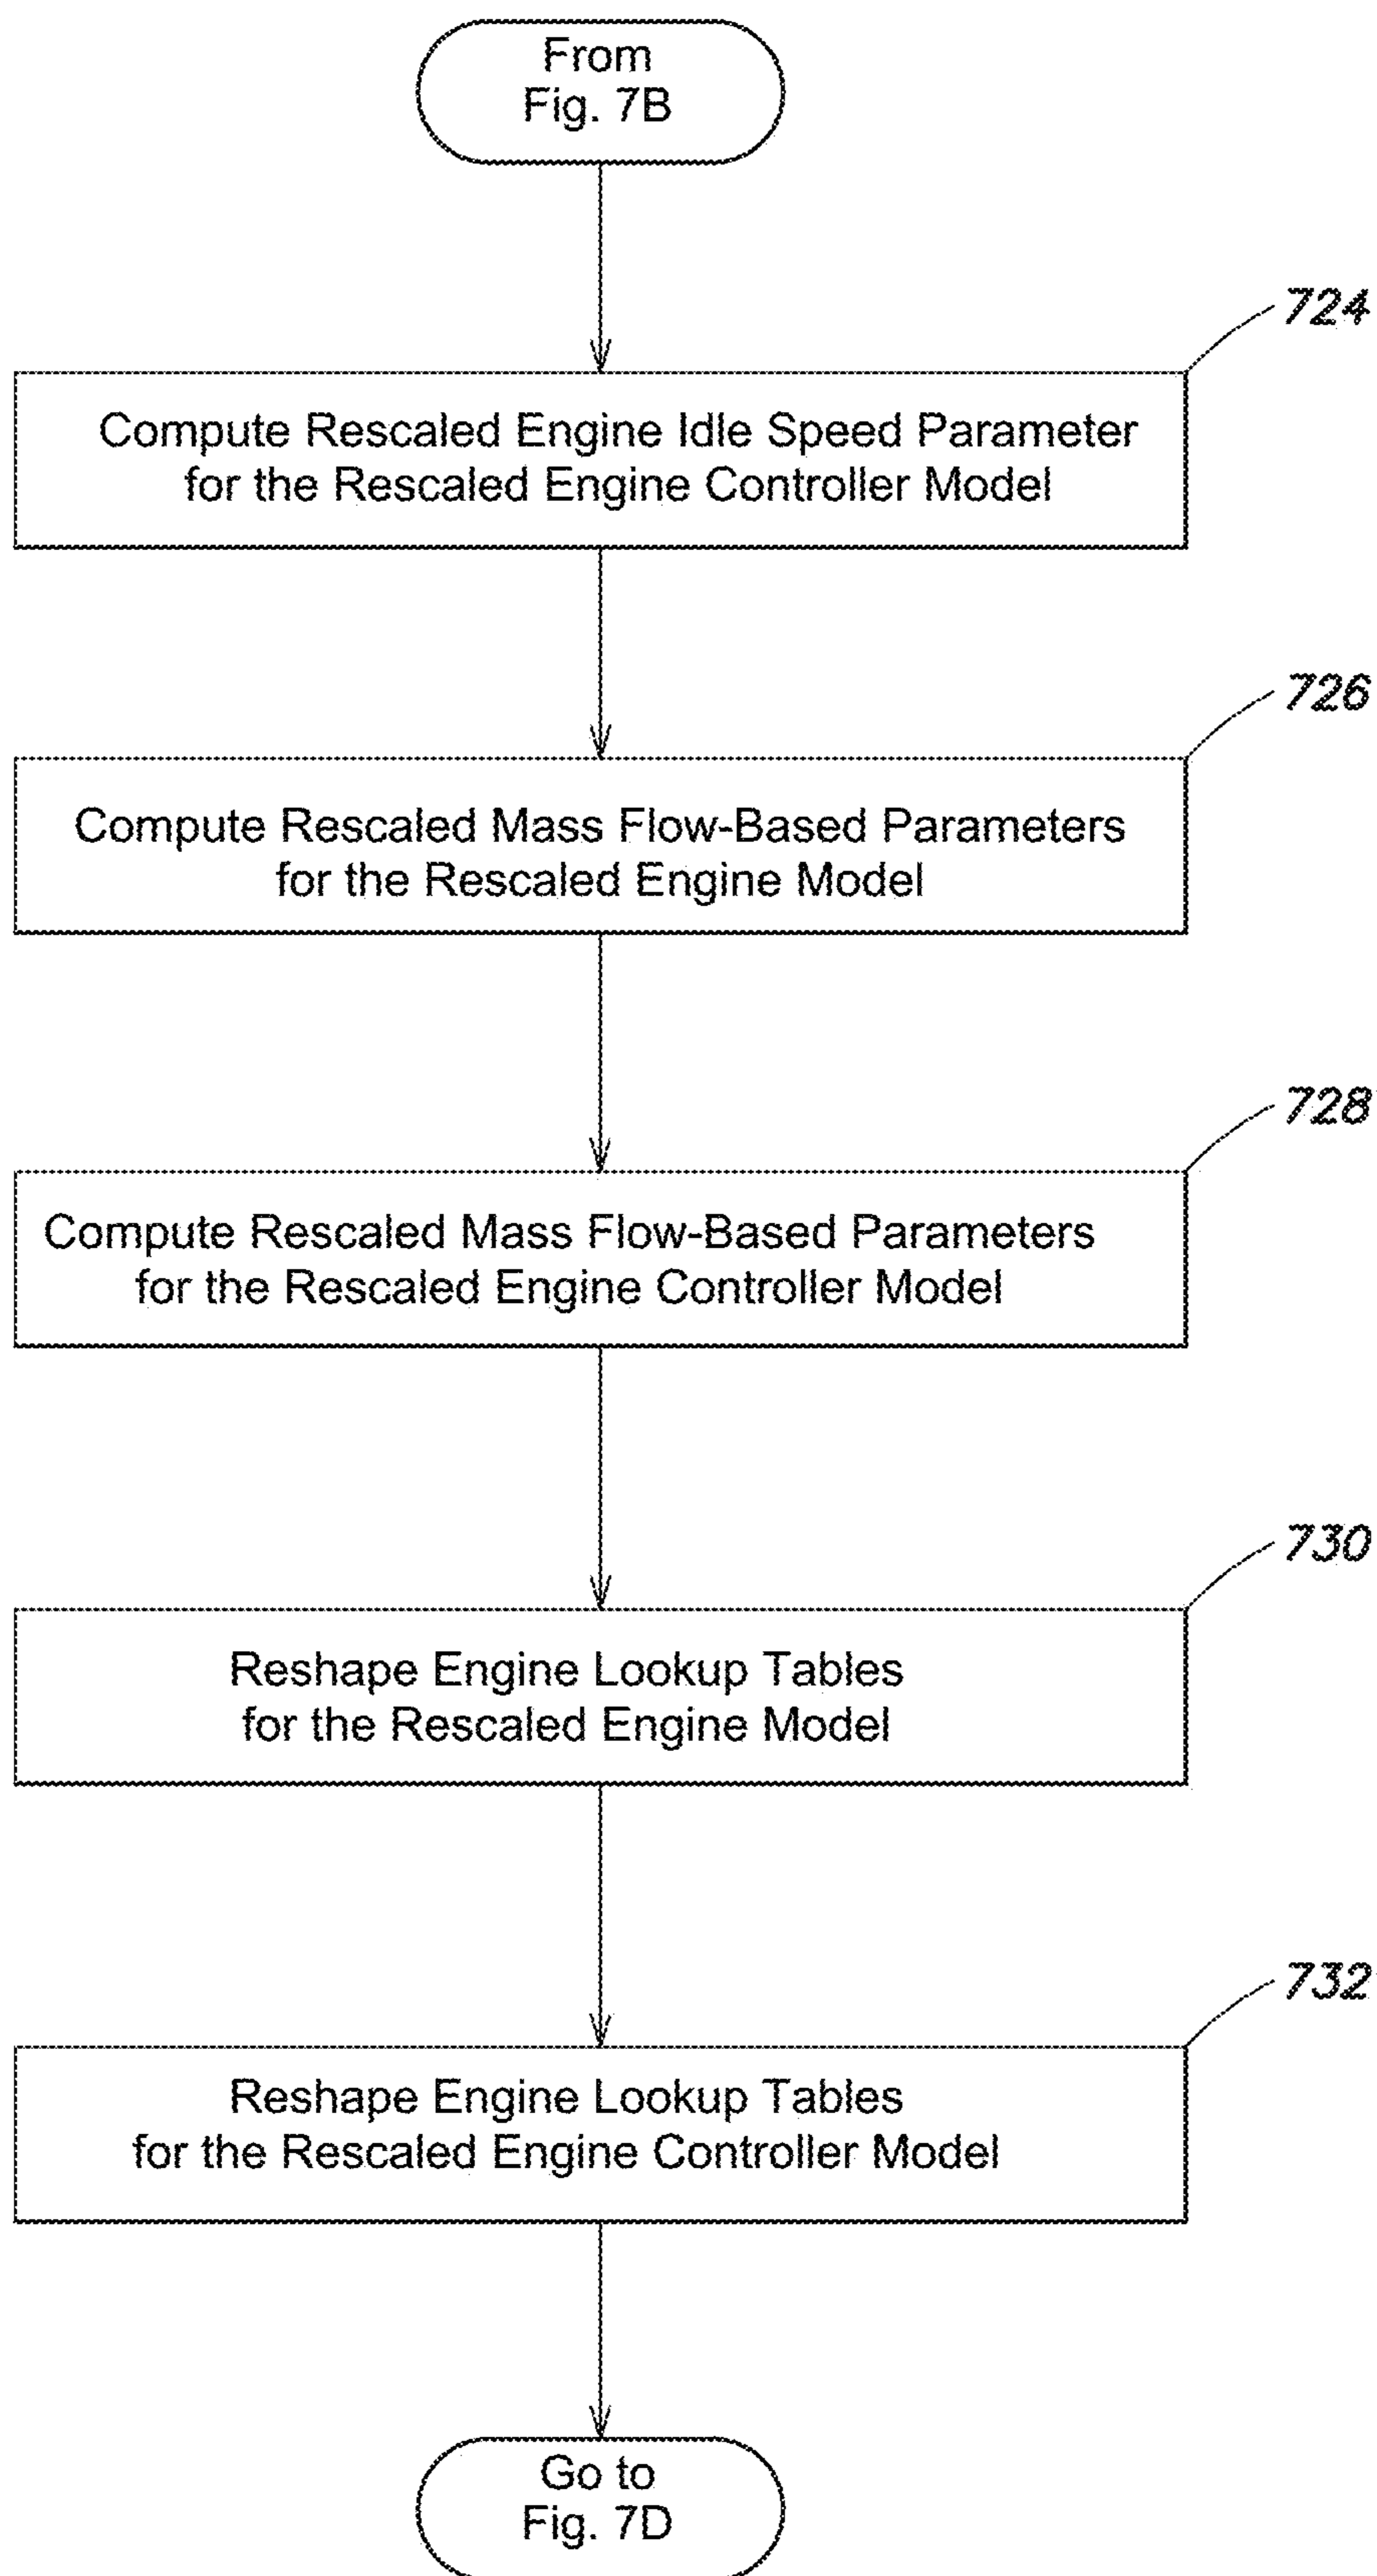 From
Fig. 7B
724
Compute Rescaled Engine Idle Speed Parameter
for the Rescaled Engine Controller Model
726
Compute Rescaled Mass Flow-Based Parameters
for the Rescaled Engine Model
728
Compute Rescaled Mass Flow-Based Parameters
for the Rescaled Engine Controller Model
730
Reshape Engine Lookup Tables
for the Rescaled Engine Model
732
Reshape Engine Lookup Tables
for the Rescaled Engine Controller Model
Go to
Fig. 7D